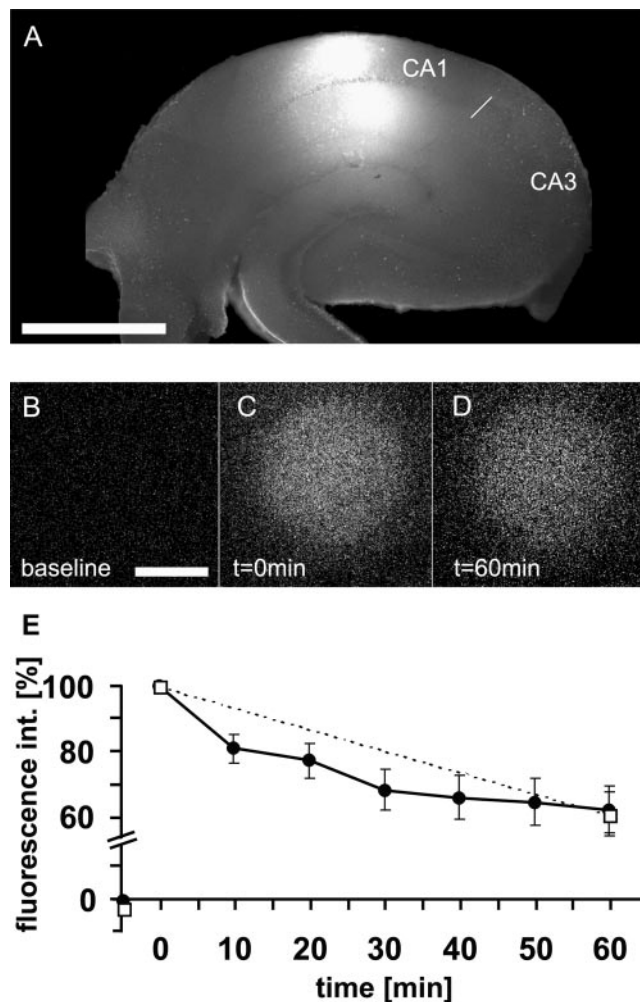 A
CA1
CA3
B
baseline
C
t=0min
D
t=60min
E
fluorescence int. [%]
100
80
60
0
0 10 20 30 40 50 60
time [min]